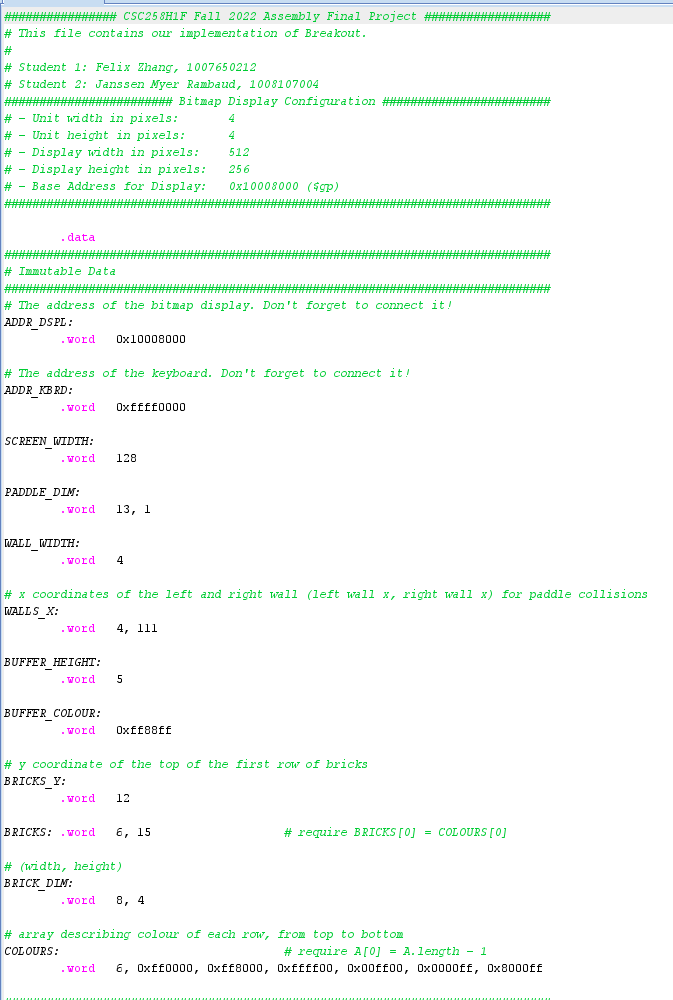 ################ CSC258H1F Fall 2022 Assembly Final Project ##################
# This file contains our implementation of Breakout.
#
# Student 1: Felix Zhang, 1007650212
# Student 2: Janssen Myer Rambaud, 1008107004
######################## Bitmap Display Configuration ########################
# - Unit width in pixels:       4
# - Unit height in pixels:      4
# - Display width in pixels:    512
# - Display height in pixels:   256
# - Base Address for Display:   0x10008000 ($gp)
##############################################################################
.data
##############################################################################
# Immutable Data
##############################################################################
# The address of the bitmap display. Don't forget to connect it!
ADDR_DSPL:
.word   0x10008000
# The address of the keyboard. Don't forget to connect it!
ADDR_KBRD:
.word   0xffff0000
SCREEN_WIDTH:
.word   128
PADDLE_DIM:
.word   13, 1
WALL_WIDTH:
.word   4
# x coordinates of the left and right wall (left wall x, right wall x) for paddle collisions
WALLS_X:
.word   4, 111
BUFFER_HEIGHT:
.word   5
BUFFER_COLOUR:
.word   0xff88ff
# y coordinate of the top of the first row of bricks
BRICKS_Y:
.word   12
BRICKS: .word   6, 15                   # require BRICKS[0] = COLOURS[0]
# (width, height)
BRICK_DIM:
.word   8, 4
# array describing colour of each row, from top to bottom
COLOURS:                                # require A[0] = A.length - 1
.word   6, 0xff0000, 0xff8000, 0xffff00, 0x00ff00, 0x0000ff, 0x8000ff
##############################################################################